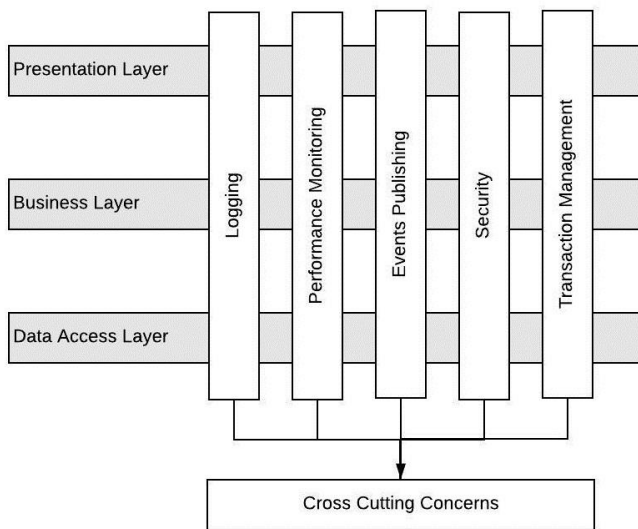 Presentation Layer
Business Layer
Data Access Layer
Logging
Performance Monitoring
Events Publishing
Security
Transaction Management
Cross Cutting Concerns